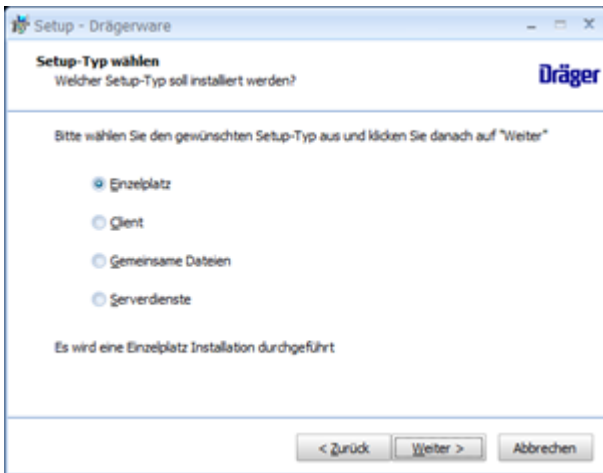 Setup - Drägerware
Setup-Typ wählen
Welcher Setup-Typ soll installiert werden?
Dräger
Bitte wählen Sie den gewünschten Setup-Typ aus und klicken Sie danach auf "Weiter"
Einzelplatz
Client
Gemeinsame Dateien
Serverdienste
Es wird eine Einzelplatz Installation durchgeführt
< Zurück Weiter > Abbrechen